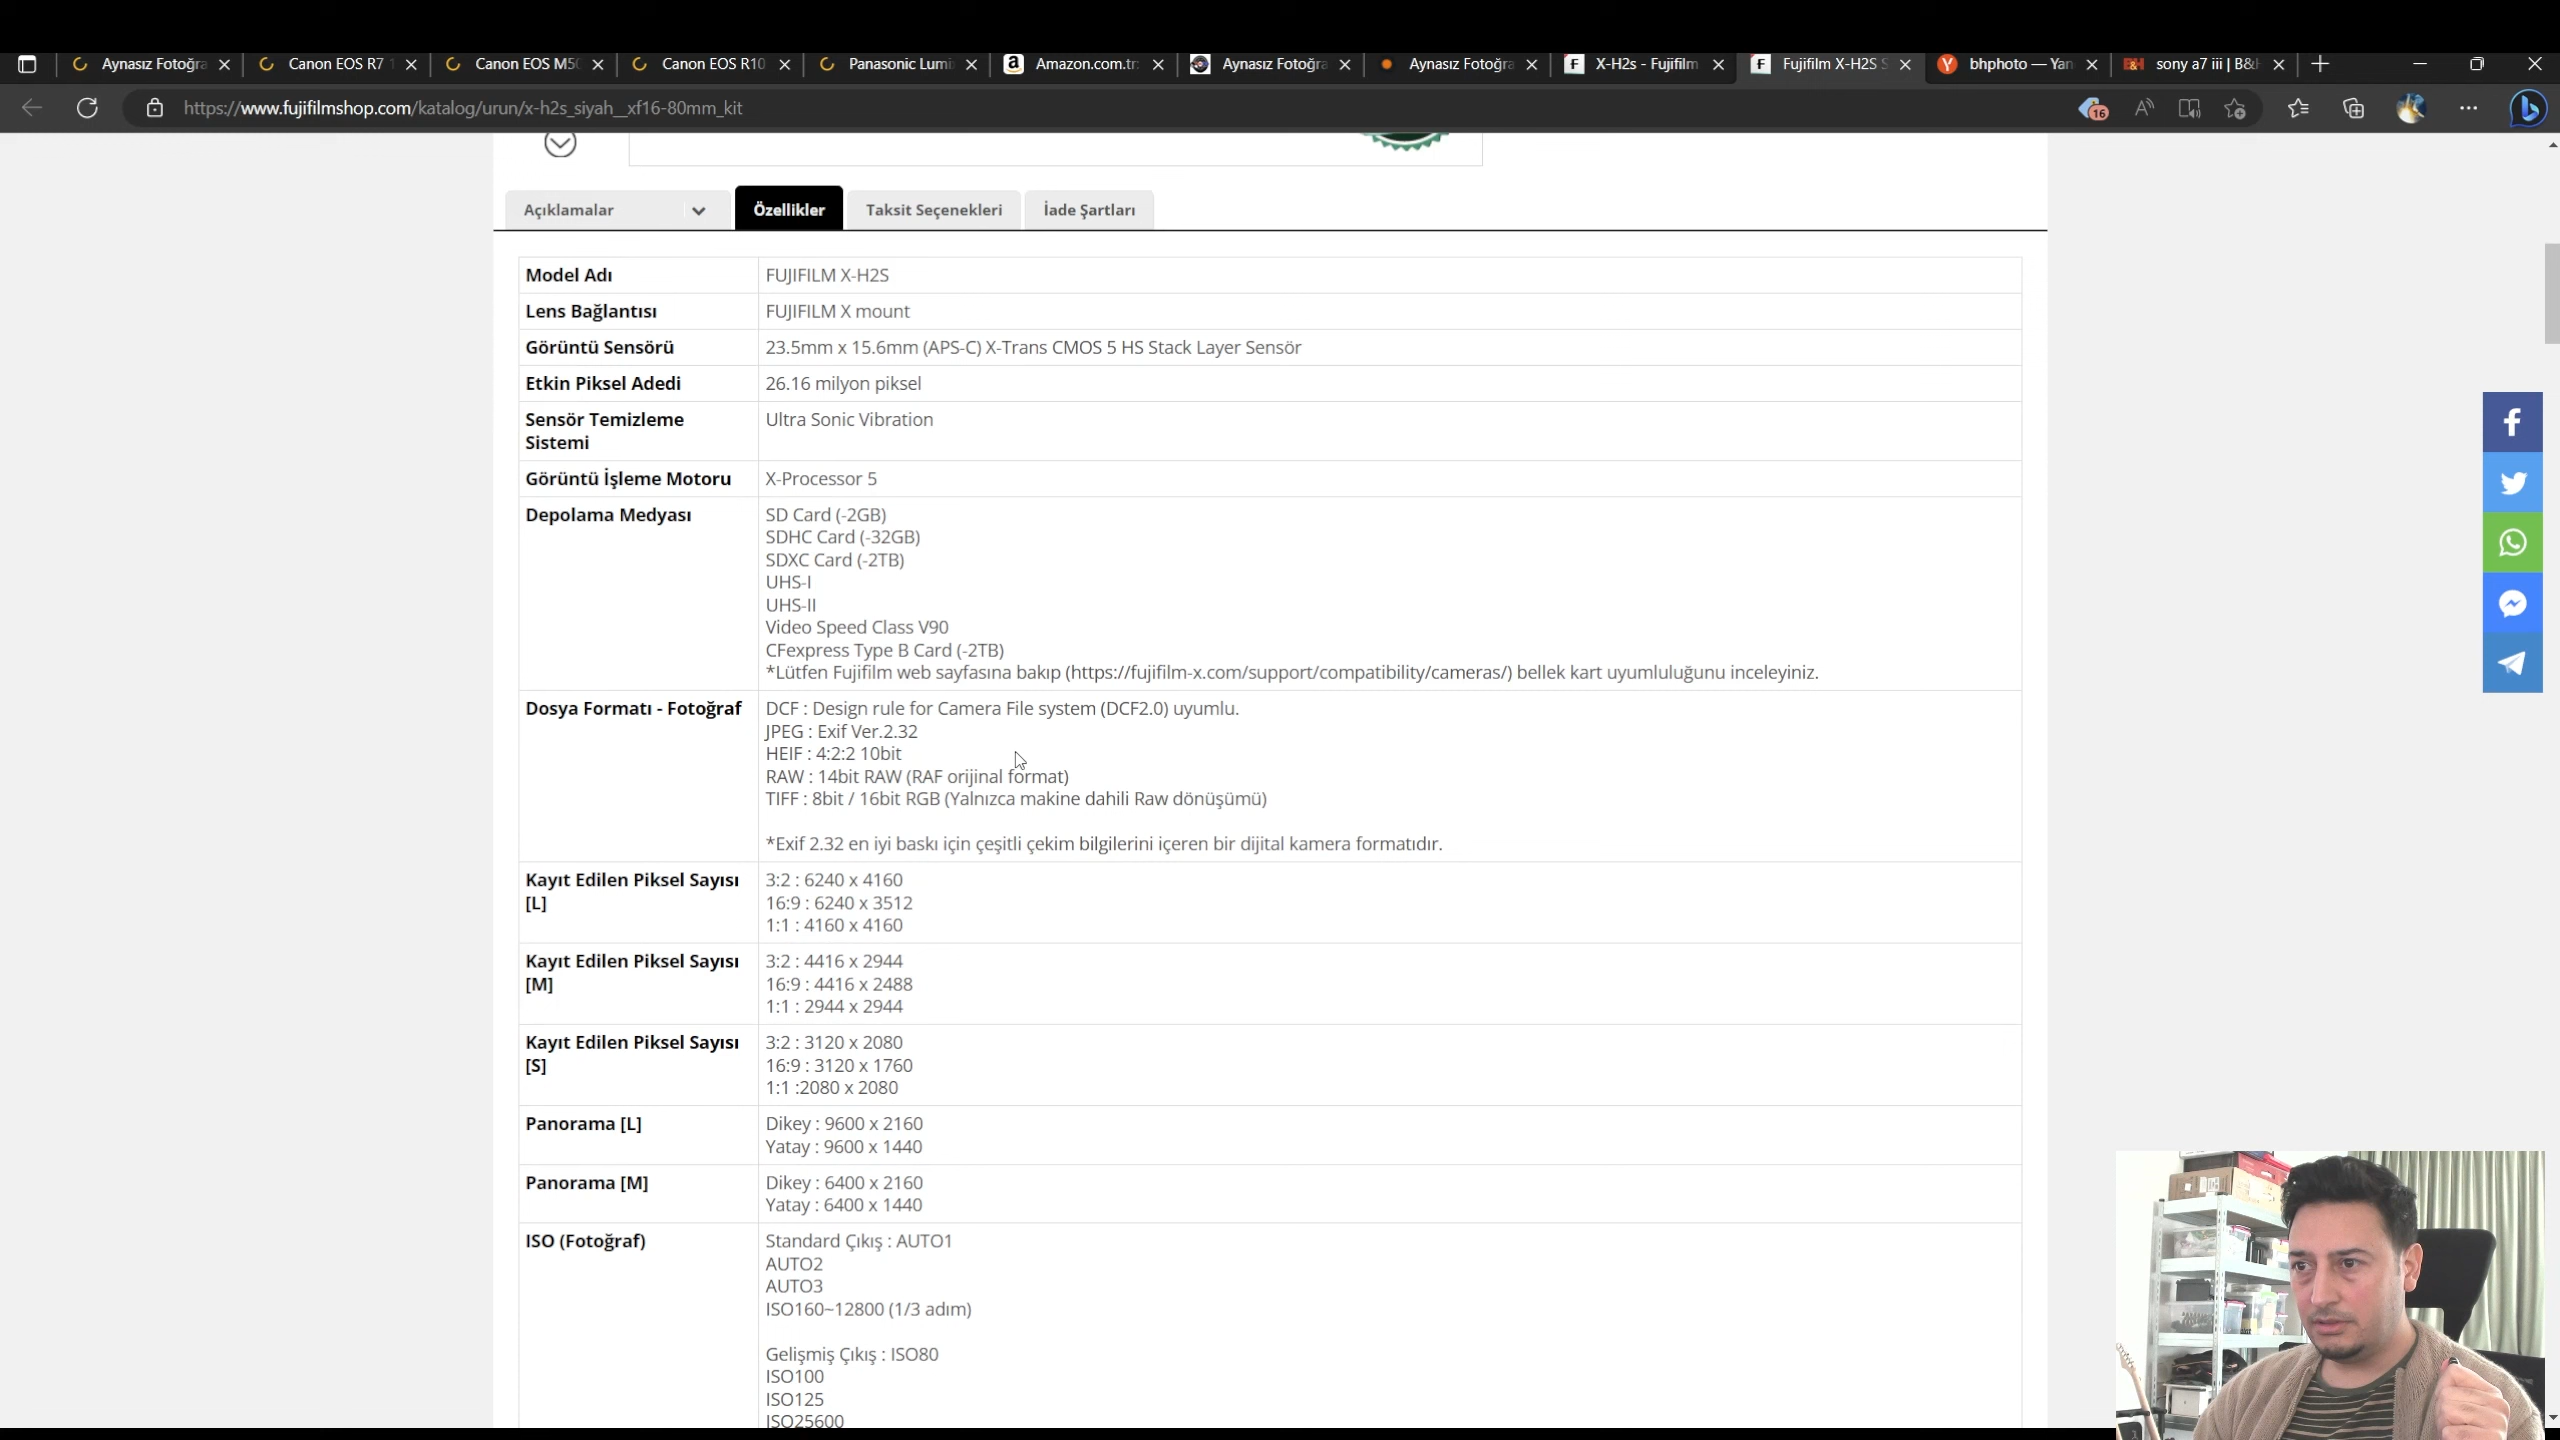 Aynasız Fotoğra
Canon EOS R7
Canon EOS M50
Canon EOS R10
Panasonic Lumi
Amazon.com.tr:
Aynasız Fotoğra
Aynasız Fotoğra
X-H2s - Fujifilm
Fujifilm X-H2S S
bhphoto — Yan
sony a7 iii | B&H
https://www.fujifilmshop.com/katalog/urun/x-h2s_siyah__xf16-80mm_kit
16
Açıklamalar
Özellikler
Taksit Seçenekleri
İade Şartları
Model Adı
FUJIFILM X-H2S
Lens Bağlantısı
FUJIFILM X mount
Görüntü Sensörü
23.5mm x 15.6mm (APS-C) X-Trans CMOS 5 HS Stack Layer Sensör
Etkin Piksel Adedi
26.16 milyon piksel
Sensör Temizleme
Sistemi
Ultra Sonic Vibration
Görüntü İşleme Motoru
X-Processor 5
Depolama Medyası
SD Card (-2GB)
SDHC Card (-32GB)
SDXC Card (-2TB)
UHS-I
UHS-II
Video Speed Class V90
CFexpress Type B Card (-2TB)
*Lütfen Fujifilm web sayfasına bakıp (https://fujifilm-x.com/support/compatibility/cameras/) bellek kart uyumluluğunu inceleyiniz.
Dosya Formatı - Fotoğraf
DCF : Design rule for Camera File system (DCF2.0) uyumlu.
JPEG : Exif Ver.2.32
HEIF : 4:2:2 10bit
RAW : 14bit RAW (RAF orijinal format)
TIFF : 8bit / 16bit RGB (Yalnızca makine dahili Raw dönüşümü)
*Exif 2.32 en iyi baskı için çeşitli çekim bilgilerini içeren bir dijital kamera formatıdır.
Kayıt Edilen Piksel Sayısı
[L]
3:2 : 6240 x 4160
16:9 : 6240 x 3512
1:1 : 4160 x 4160
Kayıt Edilen Piksel Sayısı
[M]
3:2 : 4416 x 2944
16:9 : 4416 x 2488
1:1 : 2944 x 2944
Kayıt Edilen Piksel Sayısı
[S]
3:2 : 3120 x 2080
16:9 : 3120 x 1760
1:1 :2080 x 2080
Panorama [L]
Dikey : 9600 x 2160
Yatay : 9600 x 1440
Panorama [M]
Dikey : 6400 x 2160
Yatay : 6400 x 1440
ISO (Fotoğraf)
Standard Çıkış : AUTO1
AUTO2
AUTO3
ISO160~12800 (1/3 adım)
Gelişmiş Çıkış : ISO80
ISO100
ISO125
ISO25600